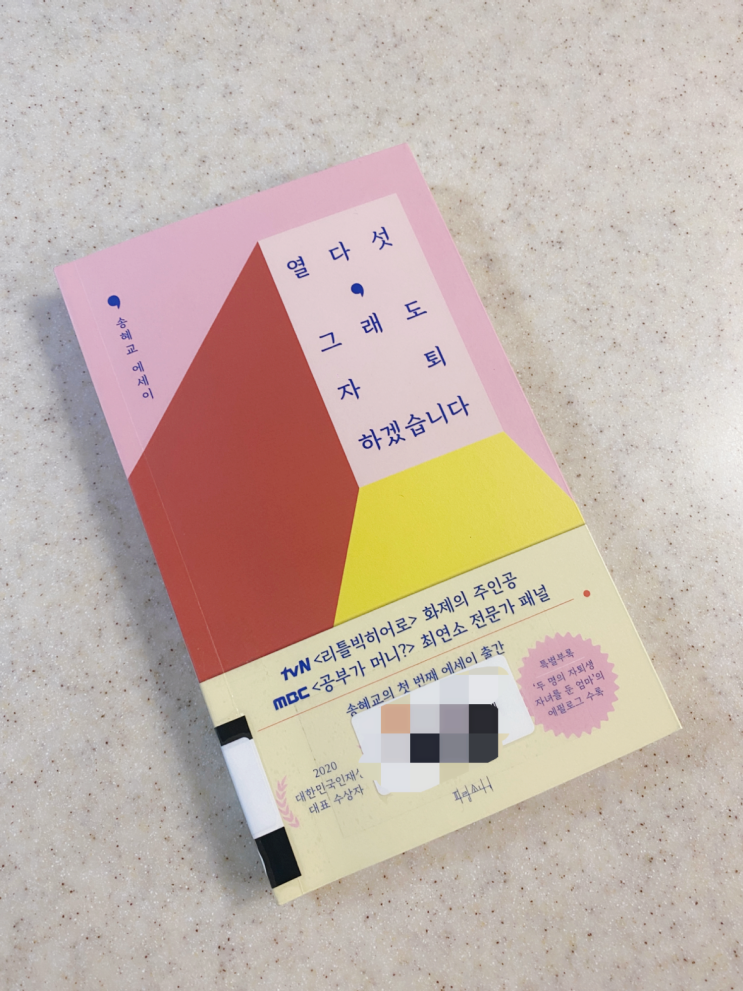 열다섯
,
그래도
자퇴
하겠습니다
송혜교 에세이
tvN <리틀빅히어로> 화제의 주인공
MBC <공부가 머니?> 최연소 전문가 패널
송혜교의 첫 번째 에세이 출간
특별부록
'두 명의 자퇴생
자녀를 둔 엄마'의
에필로그 수록
2020
대한민국인재
대표 수상자